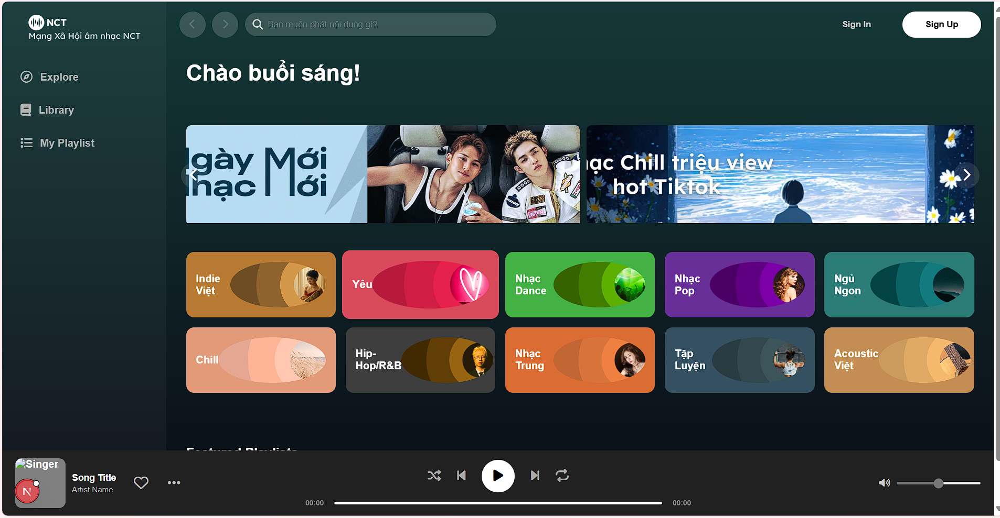 NCT
Mạng Xã Hội âm nhạc NCT
Bạn muốn phát nội dung gì?
Sign In
Sign Up
Explore
Library
My Playlist
Chào buổi sáng!
gày Mới
hạc Mới
ạc Chill triệu view
hot Tiktok
Indie
Việt
Yêu
Nhạc
Dance
Nhạc
Pop
Ngủ
Ngon
Chill
Hip-
Hop/R&B
Nhạc
Trung
Tập
Luyện
Acoustic
Việt
Featured Playlists
Singer
N
Song Title
Artist Name
00:00
00:00